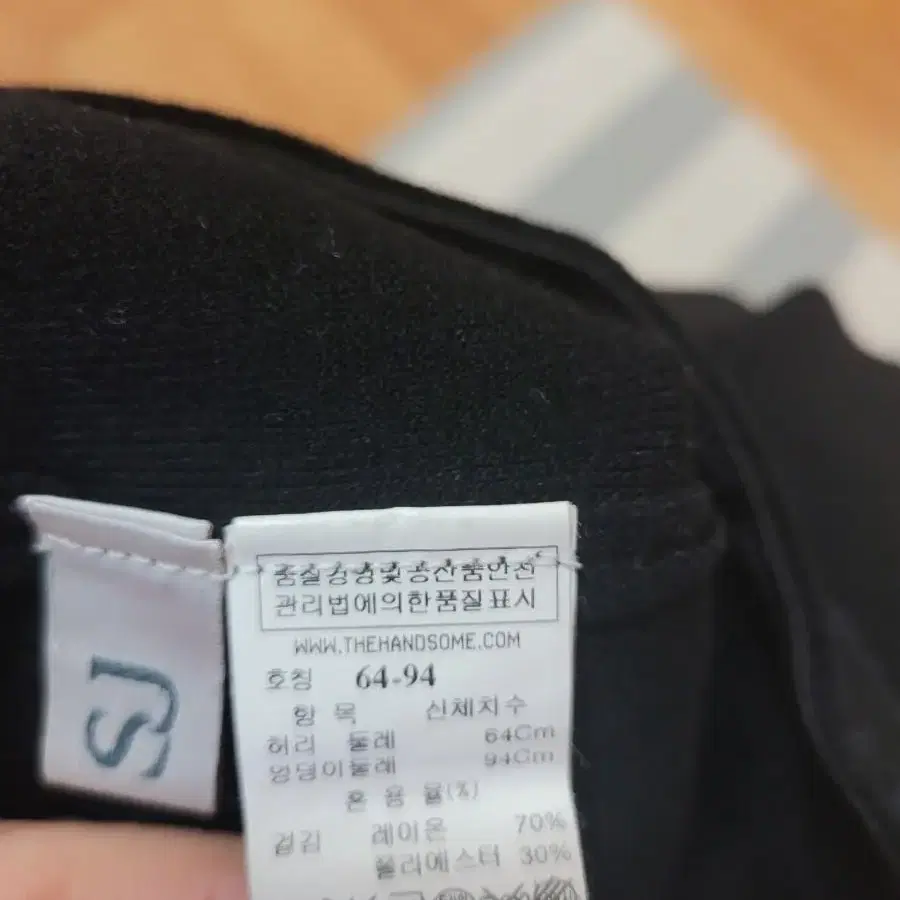 SJ
품질경영및공산품안전
관리법에의한품질표시
WWW.THEHANDSOME.COM
호칭 64-94
항 목 신체치수
허리 둘레 64Cm
엉덩이둘레 94Cm
혼 용 율(%)
겉감 레이온 70%
폴리에스터 30%